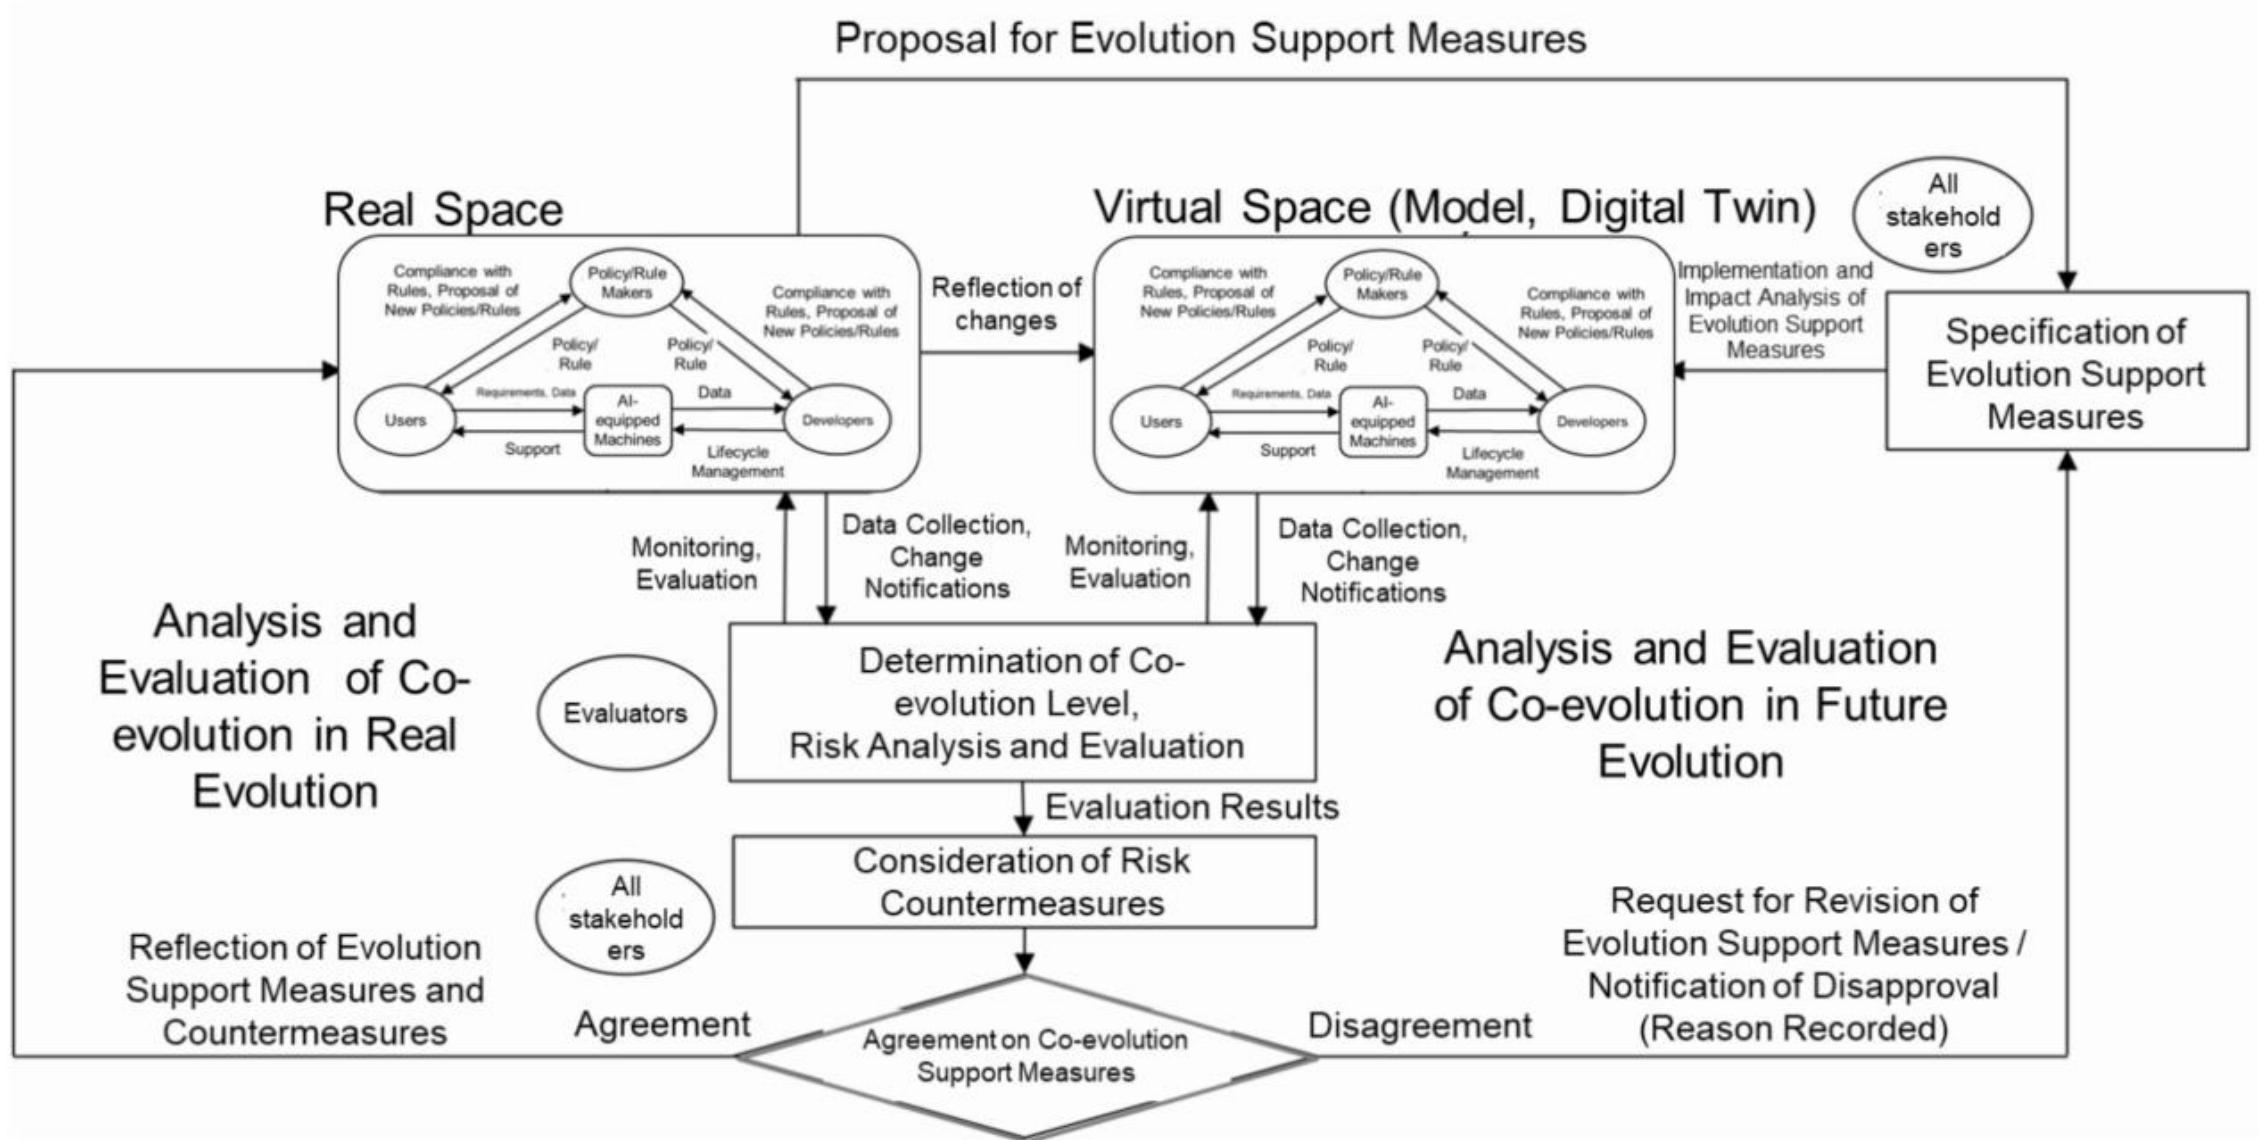 Proposal for Evolution Support Measures
Real Space
Virtual Space (Model, Digital Twin)
All
stakehold
ers
Compliance with
Rules, Proposal of
New Policies/Rules
Policy/Rule
Makers
Compliance with
Rules, Proposal of
New Policies/Rules
Policy/
Rule
Policy/
Rule
Requirements, Data
AI-
equipped
Machines
Data
Users
Developers
Support
Lifecycle
Management
Reflection of
changes
Compliance with
Rules, Proposal of
New Policies/Rules
Policy/Rule
Makers
Compliance with
Rules, Proposal of
New Policies/Rules
Policy/
Rule
Policy/
Rule
Requirements, Data
AI-
equipped
Machines
Data
Users
Developers
Support
Lifecycle
Management
Implementation and
Impact Analysis of
Evolution Support
Measures
Specification of
Evolution Support
Measures
Monitoring,
Evaluation
Data Collection,
Change
Notifications
Monitoring,
Evaluation
Data Collection,
Change
Notifications
Analysis and
Evaluation of Co-
evolution in Real
Evolution
Evaluators
Determination of Co-
evolution Level,
Risk Analysis and Evaluation
Analysis and Evaluation
of Co-evolution in Future
Evolution
Evaluation Results
All
stakehold
ers
Consideration of Risk
Countermeasures
Reflection of Evolution
Support Measures and
Countermeasures
Agreement
Agreement on Co-evolution
Support Measures
Disagreement
Request for Revision of
Evolution Support Measures /
Notification of Disapproval
(Reason Recorded)